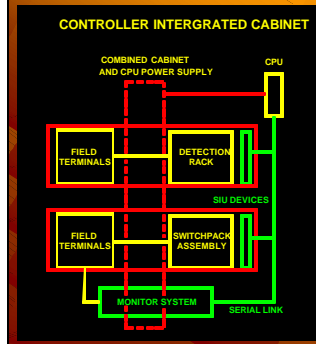 CONTROLLER INTERGRATED CABINET
COMBINED CABINET
AND CPU POWER SUPPLY
CPU
FIELD
TERMINALS
DETECTION
RACK
SIU DEVICES
FIELD
TERMINALS
SWITCHPACK
ASSEMBLY
MONITOR SYSTEM
SERIAL LINK